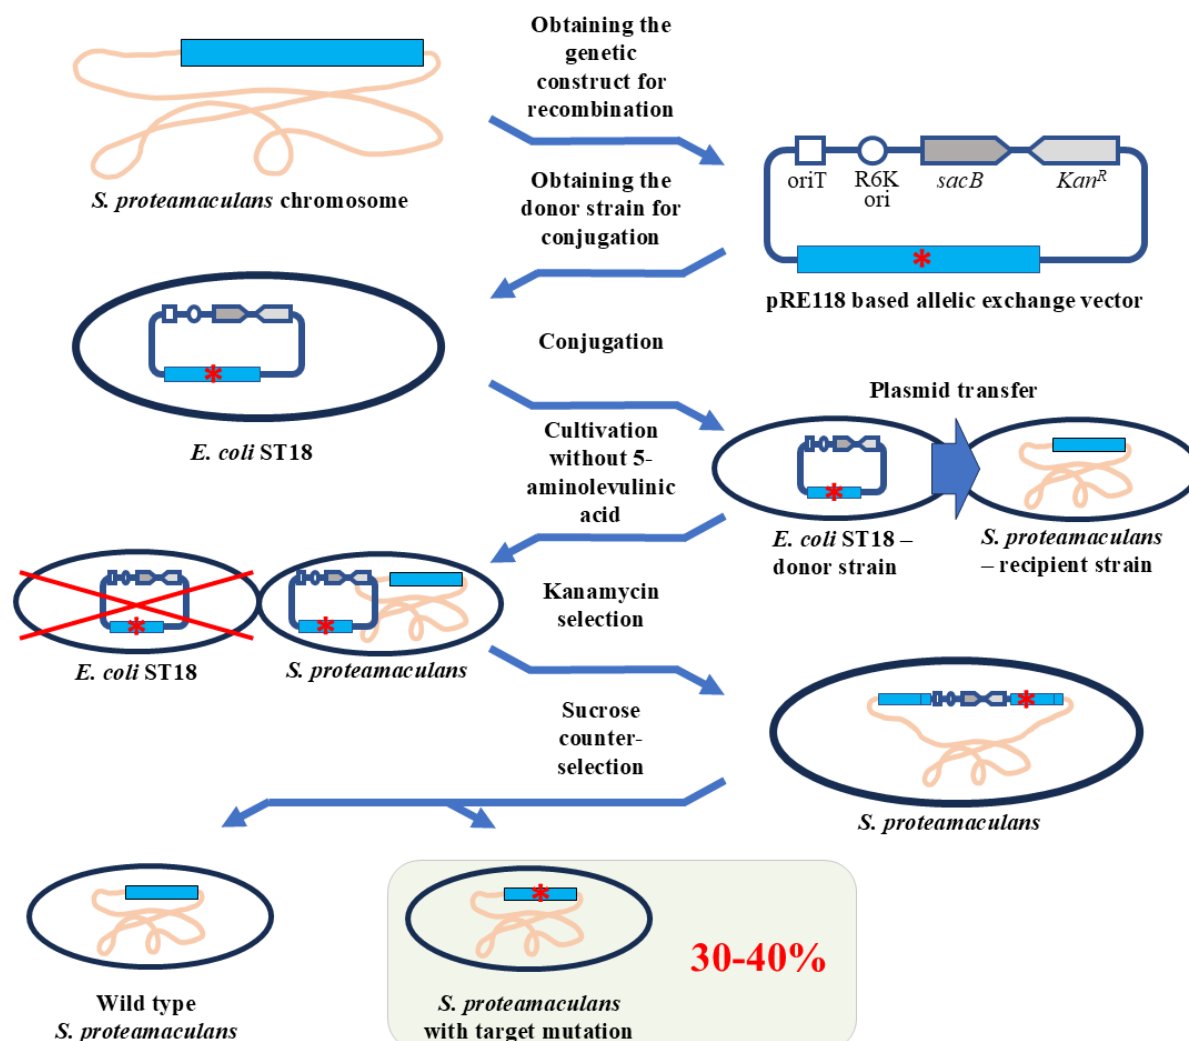 Obtaining the
genetic
construct for
recombination
S. proteamaculans chromosome
oriT
R6K
ori
sacB
Kan^R
pRE118 based allelic exchange vector
Obtaining the
donor strain for
conjugation
*
*
E. coli ST18
Conjugation
Plasmid transfer
*
E. coli ST18 –
donor strain
S. proteamaculans
– recipient strain
Cultivation
without 5-
aminolevulinic
acid
*
*
E. coli ST18
S. proteamaculans
Kanamycin
selection
*
S. proteamaculans
Sucrose
counter-
selection
Wild type
S. proteamaculans
*
S. proteamaculans
with target mutation
30-40%